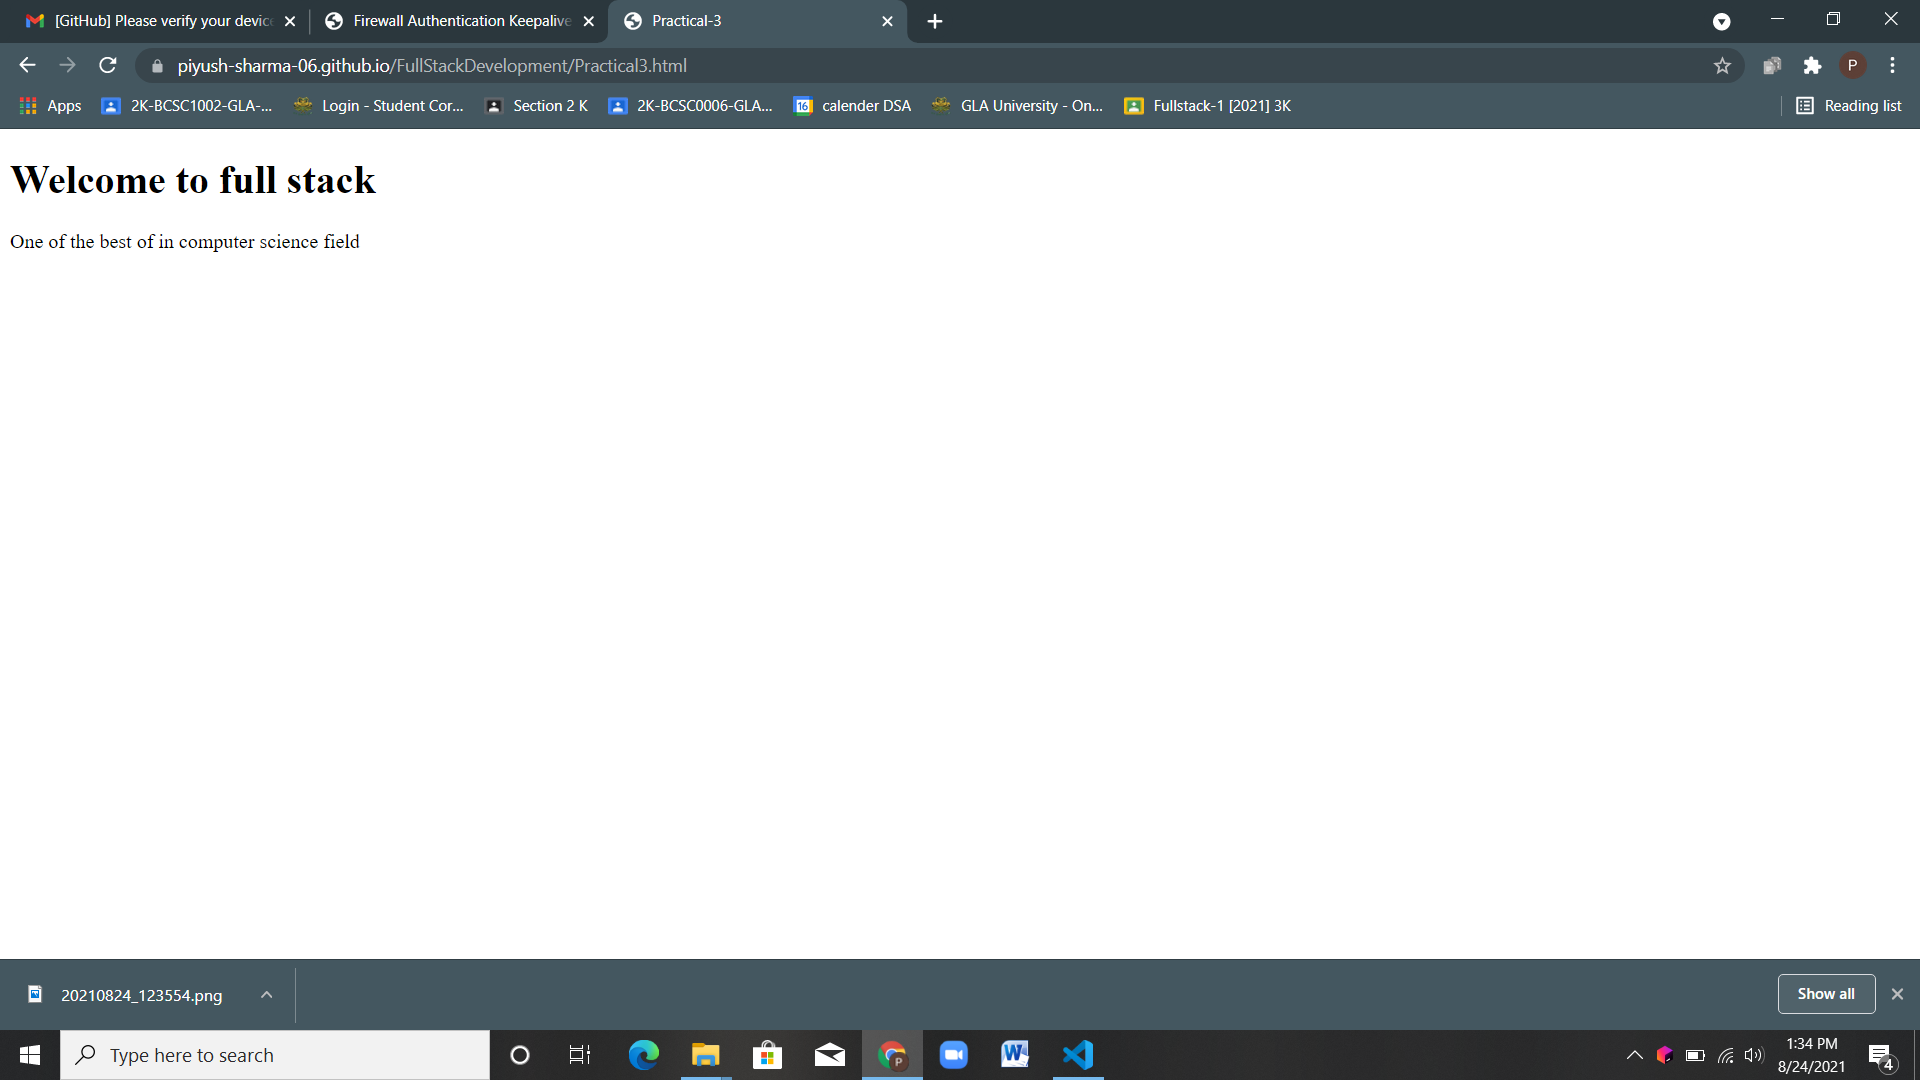 [GitHub] Please verify your device
Firewall Authentication Keepalive
Practical-3
piyush-sharma-06.github.io/FullStackDevelopment/Practical3.html
P
Apps
2K-BCSC1002-GLA-...
Login - Student Cor...
Section 2 K
2K-BCSC0006-GLA...
16
calender DSA
GLA University - On...
Fullstack-1 [2021] 3K
Reading list
Welcome to full stack
One of the best of in computer science field
20210824_123554.png
Show all
Type here to search
P
W
1:34 PM
8/24/2021
4